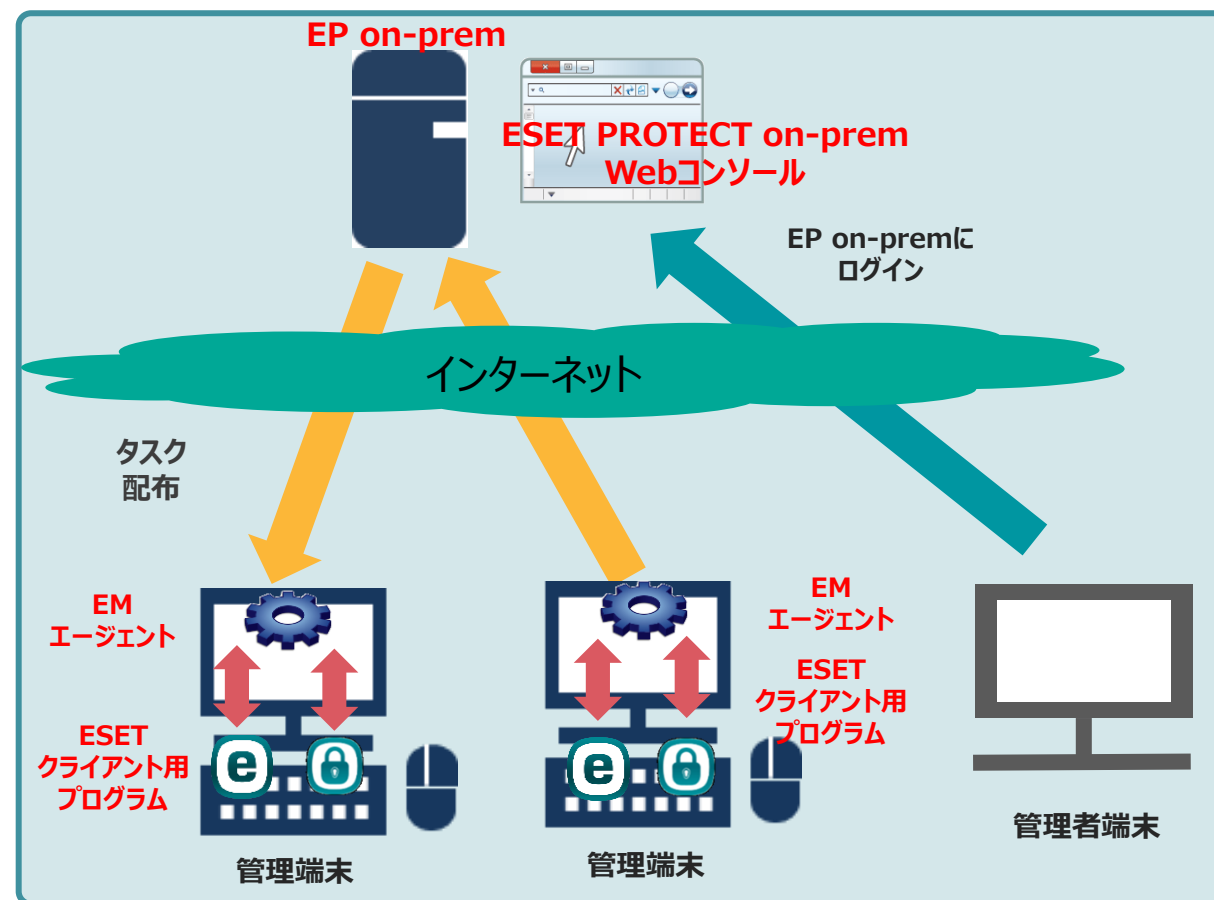 EP on-prem
ESET PROTECT on-prem
Webコンソール
EP on-premに
ログイン
インターネット
タスク
配布
EM
エージェント
ESET
クライアント用
プログラム
e
管理端末
EM
エージェント
ESET
クライアント用
プログラム
e
管理端末
管理者端末